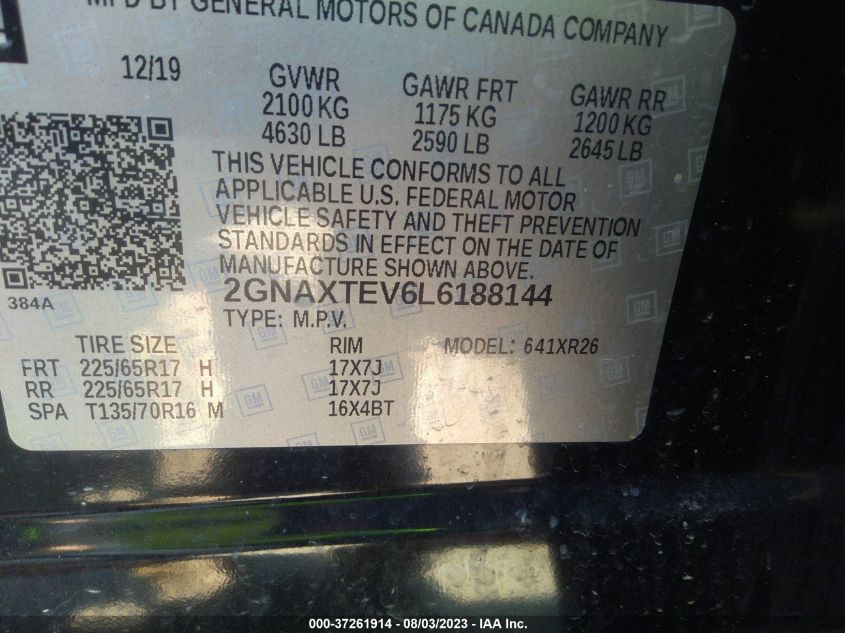 MFD BY GENERAL MOTORS OF CANADA COMPANY
12/19 GVWR GAWR FRT GAWR RR
2100 KG 1175 KG 1200 KG
4630 LB 2590 LB 2645 LB
THIS VEHICLE CONFORMS TO ALL
APPLICABLE U.S. FEDERAL MOTOR
VEHICLE SAFETY AND THEFT PREVENTION
STANDARDS IN EFFECT ON THE DATE OF
MANUFACTURE SHOWN ABOVE.
384A
2GNAXTEV6L6188144
TYPE: M.P.V.
TIRE SIZE RIM MODEL: 641XR26
FRT 225/65R17 H 17X7J
RR 225/65R17 H 17X7J
SPA T135/70R16 M 16X4BT
GM
000-37261914 - 08/03/2023 - IAA Inc.